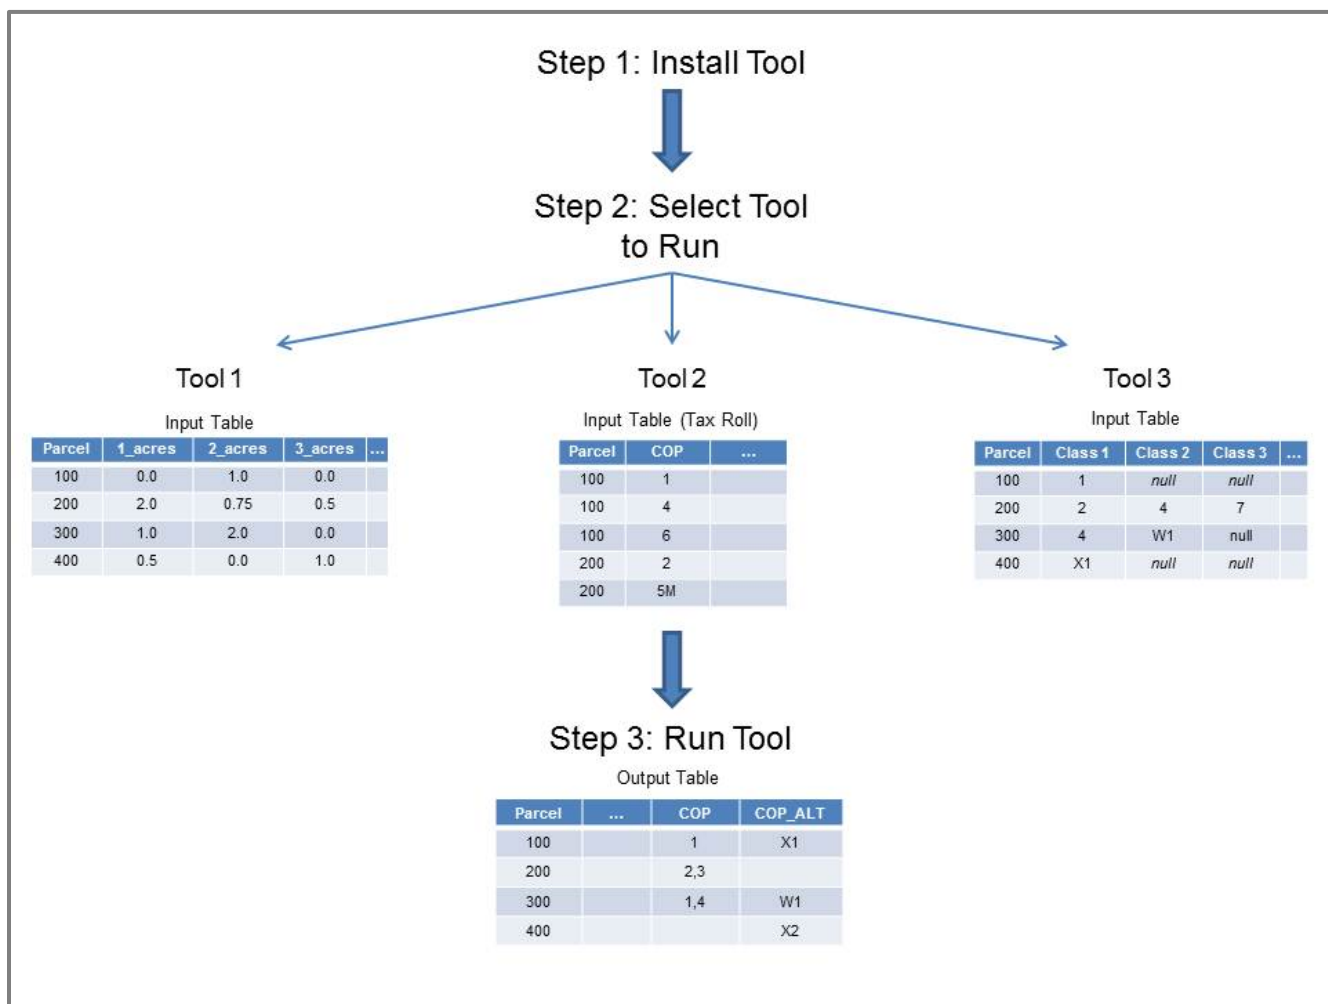 Step 1: Install Tool
Step 2: Select Tool
to Run
Tool 1
Input Table
Parcel 1_acres 2_acres 3_acres ...
100 0.0 1.0 0.0
200 2.0 0.75 0.5
300 1.0 2.0 0.0
400 0.5 0.0 1.0
Tool 2
Input Table (Tax Roll)
Parcel COP ...
100 1
100 4
100 6
200 2
200 5M
Tool 3
Input Table
Parcel Class 1 Class 2 Class 3 ...
100 1 null null
200 2 4 7
300 4 W1 null
400 X1 null null
Step 3: Run Tool
Output Table
Parcel ... COP COP_ALT
100 1 X1
200 2,3
300 1,4 W1
400 X2